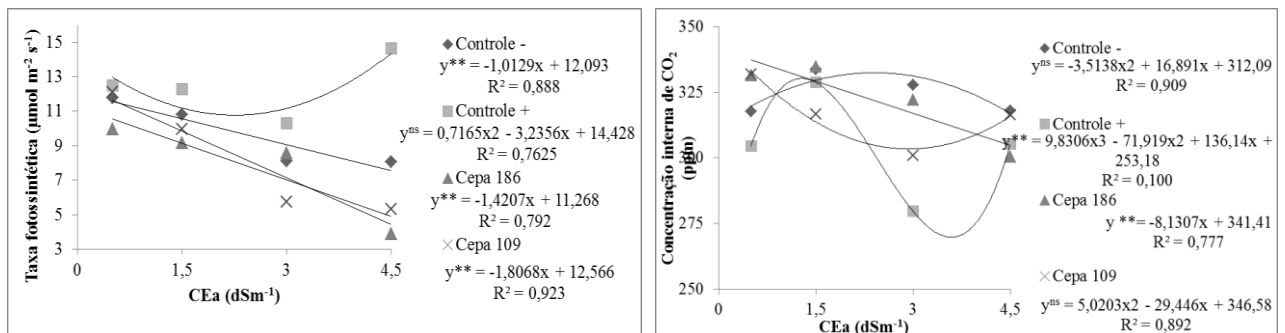 Taxa fotossintética (µmol m⁻² s⁻¹)
15
13
11
9
7
5
3
0
1,5
3
4,5
CEa (dSm⁻¹)
Controle -
y** = -1,0129x + 12,093
R² = 0,888
Controle +
yⁿˢ = 0,7165x2 - 3,2356x + 14,428
R² = 0,7625
Cepa 186
y** = -1,4207x + 11,268
R² = 0,792
Cepa 109
y** = -1,8068x + 12,566
R² = 0,923
Concentração interna de CO₂
(ppm)
350
325
300
275
250
0
1,5
3
4,5
CEa (dSm⁻¹)
Controle -
yⁿˢ = -3,5138x2 + 16,891x + 312,09
R² = 0,909
Controle +
y** = 9,8306x3 - 71,919x2 + 136,14x +
253,18
R² = 0,100
Cepa 186
y ** = -8,1307x + 341,41
R² = 0,777
Cepa 109
yⁿˢ = 5,0203x2 - 29,446x + 346,58
R² = 0,892